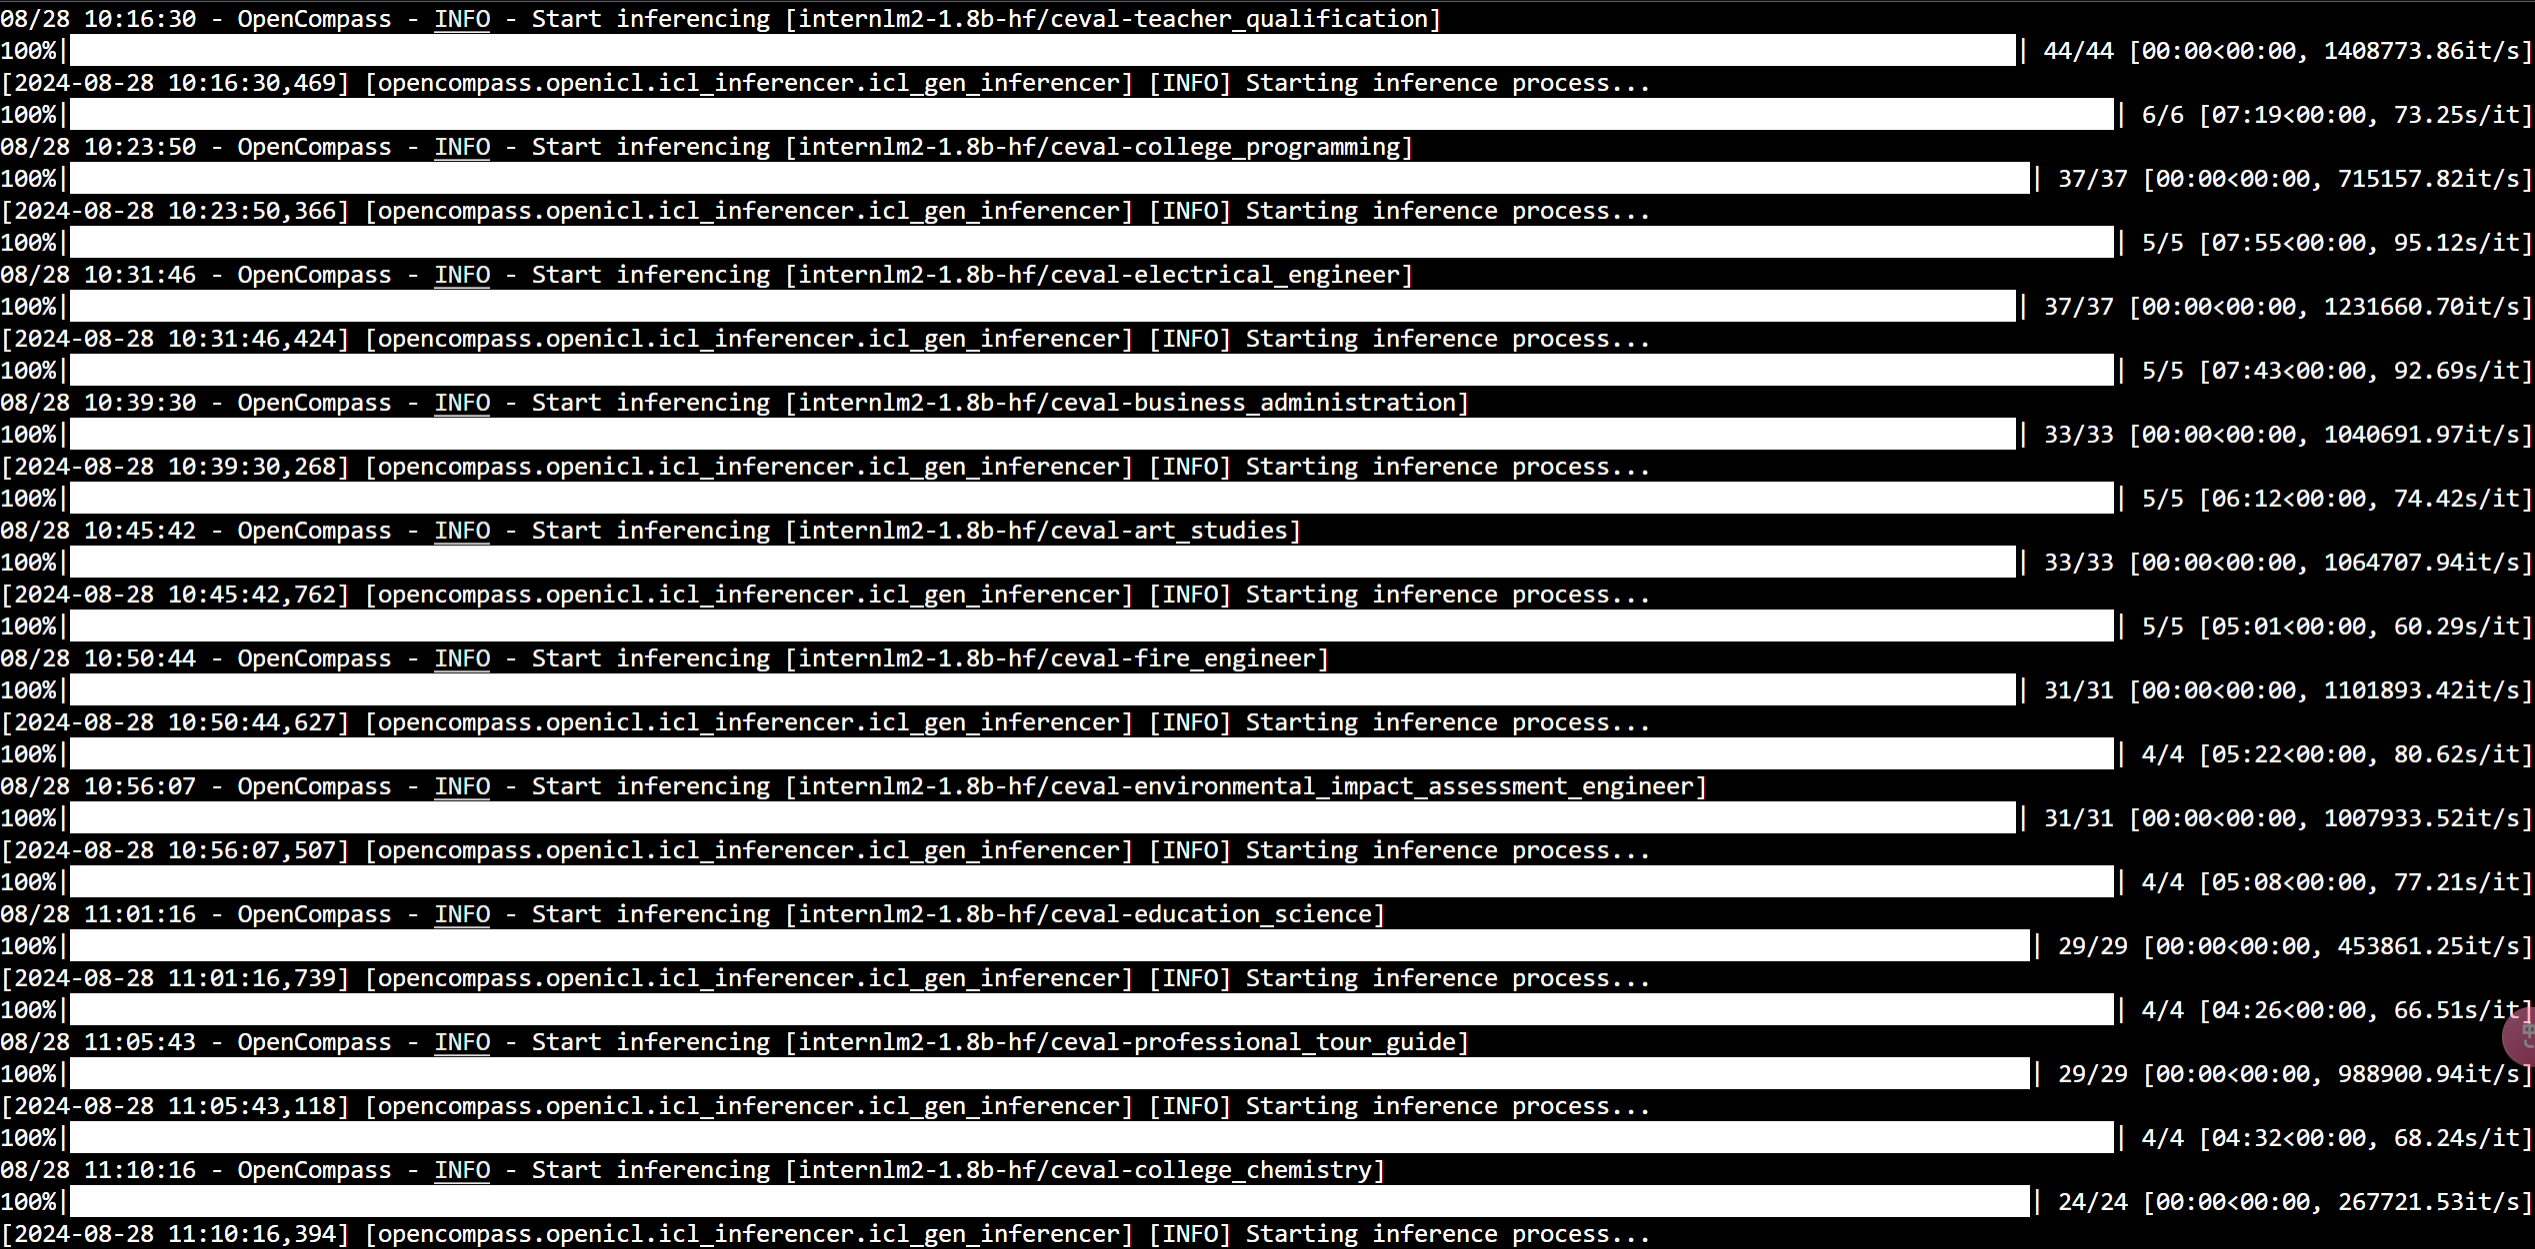 08/28 10:16:30 - OpenCompass - INFO - Start inferencing [internlm2-1.8b-hf/ceval-teacher_qualification]
100%| | 44/44 [00:00<00:00, 1408773.86it/s]
[2024-08-28 10:16:30,469] [opencompass.openicl.icl_inferencer.icl_gen_inferencer] [INFO] Starting inference process...
100%| | 6/6 [07:19<00:00, 73.25s/it]
08/28 10:23:50 - OpenCompass - INFO - Start inferencing [internlm2-1.8b-hf/ceval-college_programming]
100%| | 37/37 [00:00<00:00, 715157.82it/s]
[2024-08-28 10:23:50,366] [opencompass.openicl.icl_inferencer.icl_gen_inferencer] [INFO] Starting inference process...
100%| | 5/5 [07:55<00:00, 95.12s/it]
08/28 10:31:46 - OpenCompass - INFO - Start inferencing [internlm2-1.8b-hf/ceval-electrical_engineer]
100%| | 37/37 [00:00<00:00, 1231660.70it/s]
[2024-08-28 10:31:46,424] [opencompass.openicl.icl_inferencer.icl_gen_inferencer] [INFO] Starting inference process...
100%| | 5/5 [07:43<00:00, 92.69s/it]
08/28 10:39:30 - OpenCompass - INFO - Start inferencing [internlm2-1.8b-hf/ceval-business_administration]
100%| | 33/33 [00:00<00:00, 1040691.97it/s]
[2024-08-28 10:39:30,268] [opencompass.openicl.icl_inferencer.icl_gen_inferencer] [INFO] Starting inference process...
100%| | 5/5 [06:12<00:00, 74.42s/it]
08/28 10:45:42 - OpenCompass - INFO - Start inferencing [internlm2-1.8b-hf/ceval-art_studies]
100%| | 33/33 [00:00<00:00, 1064707.94it/s]
[2024-08-28 10:45:42,762] [opencompass.openicl.icl_inferencer.icl_gen_inferencer] [INFO] Starting inference process...
100%| | 5/5 [05:01<00:00, 60.29s/it]
08/28 10:50:44 - OpenCompass - INFO - Start inferencing [internlm2-1.8b-hf/ceval-fire_engineer]
100%| | 31/31 [00:00<00:00, 1101893.42it/s]
[2024-08-28 10:50:44,627] [opencompass.openicl.icl_inferencer.icl_gen_inferencer] [INFO] Starting inference process...
100%| | 4/4 [05:22<00:00, 80.62s/it]
08/28 10:56:07 - OpenCompass - INFO - Start inferencing [internlm2-1.8b-hf/ceval-environmental_impact_assessment_engineer]
100%| | 31/31 [00:00<00:00, 1007933.52it/s]
[2024-08-28 10:56:07,507] [opencompass.openicl.icl_inferencer.icl_gen_inferencer] [INFO] Starting inference process...
100%| | 4/4 [05:08<00:00, 77.21s/it]
08/28 11:01:16 - OpenCompass - INFO - Start inferencing [internlm2-1.8b-hf/ceval-education_science]
100%| | 29/29 [00:00<00:00, 453861.25it/s]
[2024-08-28 11:01:16,739] [opencompass.openicl.icl_inferencer.icl_gen_inferencer] [INFO] Starting inference process...
100%| | 4/4 [04:26<00:00, 66.51s/it]
08/28 11:05:43 - OpenCompass - INFO - Start inferencing [internlm2-1.8b-hf/ceval-professional_tour_guide]
100%| | 29/29 [00:00<00:00, 988900.94it/s]
[2024-08-28 11:05:43,118] [opencompass.openicl.icl_inferencer.icl_gen_inferencer] [INFO] Starting inference process...
100%| | 4/4 [04:32<00:00, 68.24s/it]
08/28 11:10:16 - OpenCompass - INFO - Start inferencing [internlm2-1.8b-hf/ceval-college_chemistry]
100%| | 24/24 [00:00<00:00, 267721.53it/s]
[2024-08-28 11:10:16,394] [opencompass.openicl.icl_inferencer.icl_gen_inferencer] [INFO] Starting inference process...